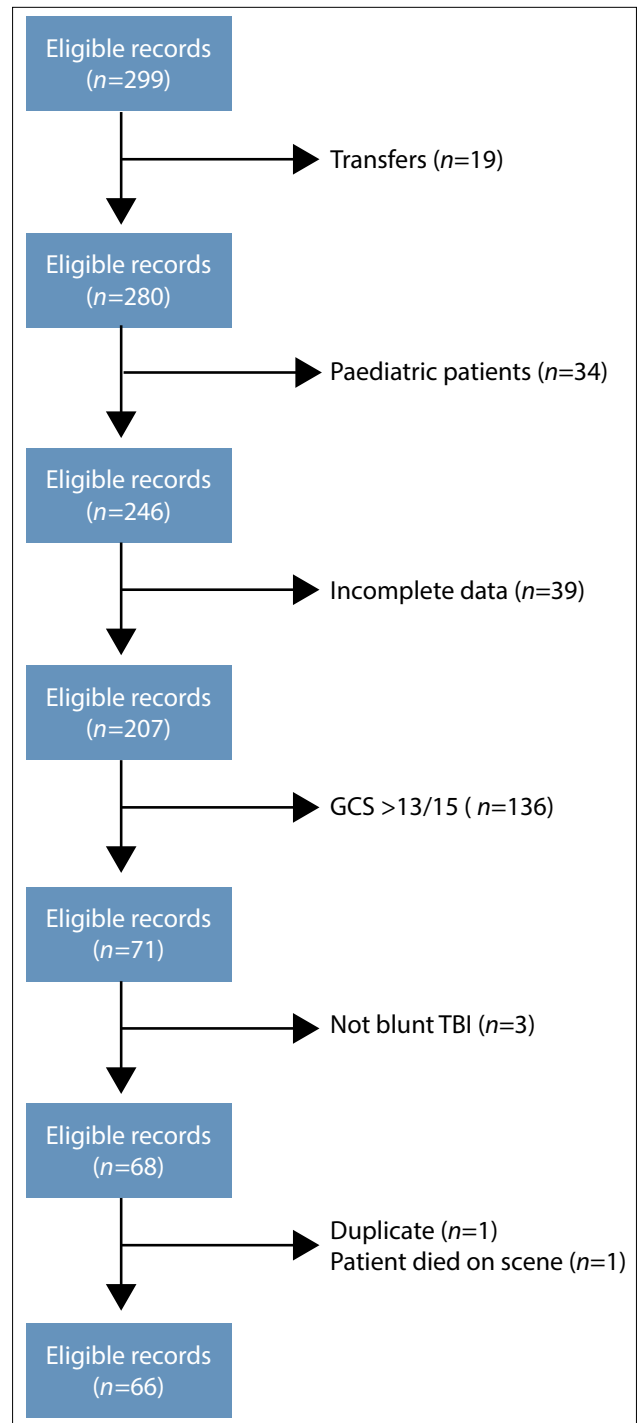 Eligible records
(n=299)
Transfers (n=19)
Eligible records
(n=280)
Paediatric patients (n=34)
Eligible records
(n=246)
Incomplete data (n=39)
Eligible records
(n=207)
GCS >13/15 ( n=136)
Eligible records
(n=71)
Not blunt TBI (n=3)
Eligible records
(n=68)
Duplicate (n=1)
Patient died on scene (n=1)
Eligible records
(n=66)